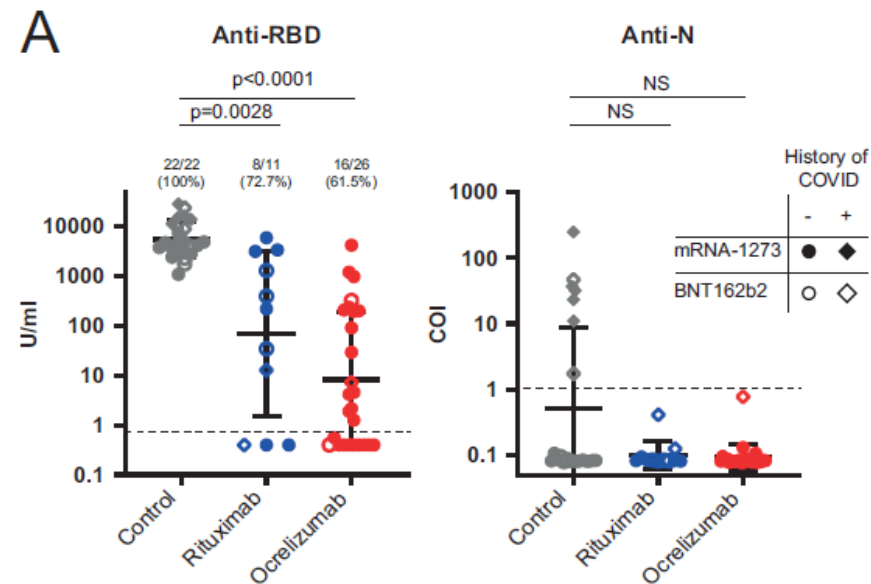 A
Anti-RBD
p<0.0001
p=0.0028
22/22
(100%)
8/11
(72.7%)
16/26
(61.5%)
10000
1000
100
10
1
0.1
U/ml
Control
Rituximab
Ocrelizumab
Anti-N
NS
NS
1000
100
10
1
0.1
COI
Control
Rituximab
Ocrelizumab
History of
COVID
- +
mRNA-1273
BNT162b2